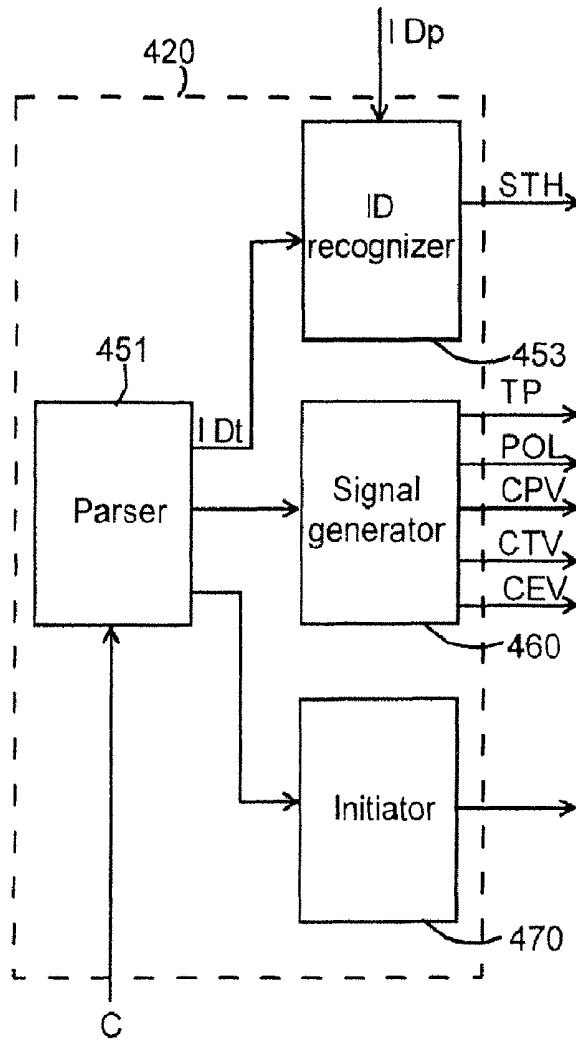 I Dp
420
ID
recognizer
STH
453
451
I Dt
Parser
Signal
generator
TP
POL
CPV
CTV
CEV
460
Initiator
470
C